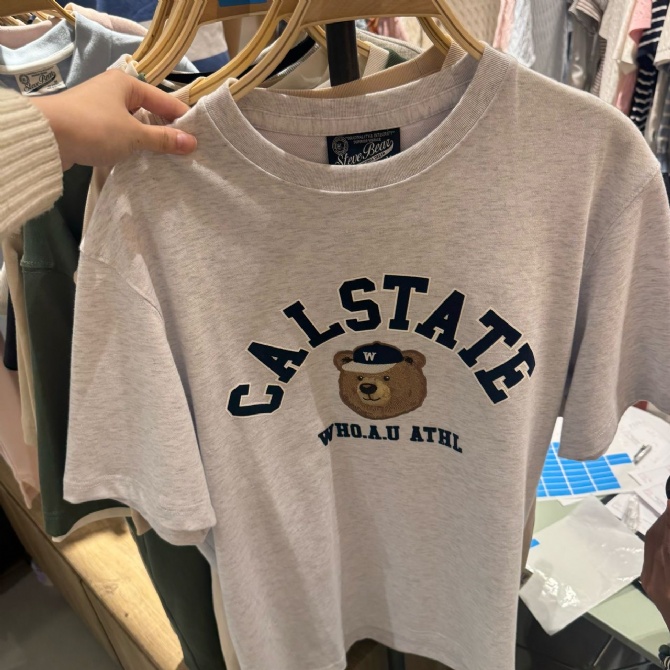 Steve Bear
CALSTATE
W
WHO.A.U ATHL